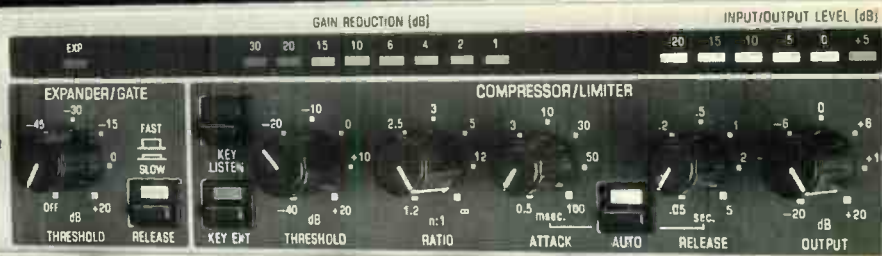 GAIN REDUCTION (dB)
INPUT/OUTPUT LEVEL (dB)
EXP
30 20 15 10 6 4 2 1
-20 -15 -10 -5 0 +5
EXPANDER/GATE
COMPRESSOR/LIMITER
-45 -30 -15 0 +20 OFF
dB
THRESHOLD
FAST
SLOW
RELEASE
KEY
LISTEN
KEY EXT
-40 -20 -10 0 +10 +20
dB
THRESHOLD
1.2 2.5 3 5 12 ∞
n:1
RATIO
0.5 3 10 30 50 100
msec.
ATTACK
AUTO
.05 .2 .5 1 2 5
sec.
RELEASE
-20 -6 0 +6 +20
dB
OUTPUT